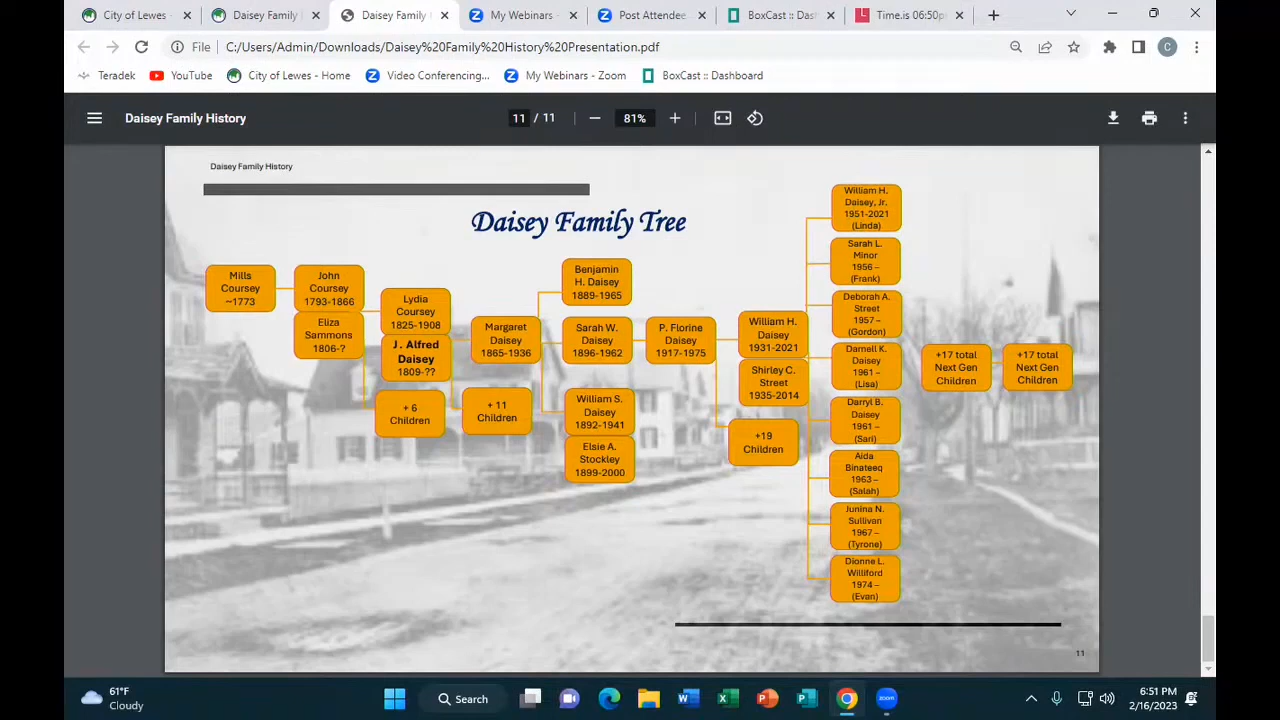 City of Lewes -
Daisey Family
Daisey Family
My Webinars -
Post Attendee
BoxCast :: Dash
Time.is 06:50p
File
C:/Users/Admin/Downloads/Daisey%20Family%20History%20Presentation.pdf
C
Teradek
YouTube
City of Lewes - Home
Video Conferencing...
My Webinars - Zoom
BoxCast :: Dashboard
Daisey Family History
11 / 11
81%
Daisey Family History
Daisey Family Tree
Mills
Coursey
~1773
John
Coursey
1793-1866
Eliza
Sammons
1806-?
Lydia
Coursey
1825-1908
J. Alfred
Daisey
1809-??
+ 6
Children
Margaret
Daisey
1865-1936
+ 11
Children
Benjamin
H. Daisey
1889-1965
Sarah W.
Daisey
1896-1962
William S.
Daisey
1892-1941
Elsie A.
Stockley
1899-2000
P. Florine
Daisey
1917-1975
William H.
Daisey
1931-2021
Shirley C.
Street
1935-2014
+19
Children
William H.
Daisey, Jr.
1951-2021
(Linda)
Sarah L.
Minor
1956 –
(Frank)
Deborah A.
Street
1957 –
(Gordon)
Darnell K.
Daisey
1961 –
(Lisa)
Darryl B.
Daisey
1961 –
(Sari)
Aida
Binateeq
1963 –
(Salah)
Junina N.
Sullivan
1967 –
(Tyrone)
Dionne L.
Williford
1974 –
(Evan)
+17 total
Next Gen
Children
+17 total
Next Gen
Children
11
61°F
Cloudy
Search
zoom
6:51 PM
2/16/2023